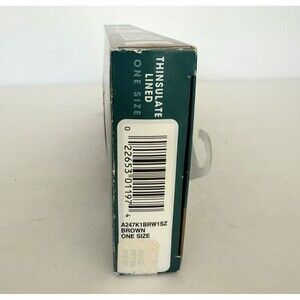 THINSULATE
LINED
ONE SIZE
0 22653 01197 4
A247K1BRW1SZ
BROWN
ONE SIZE